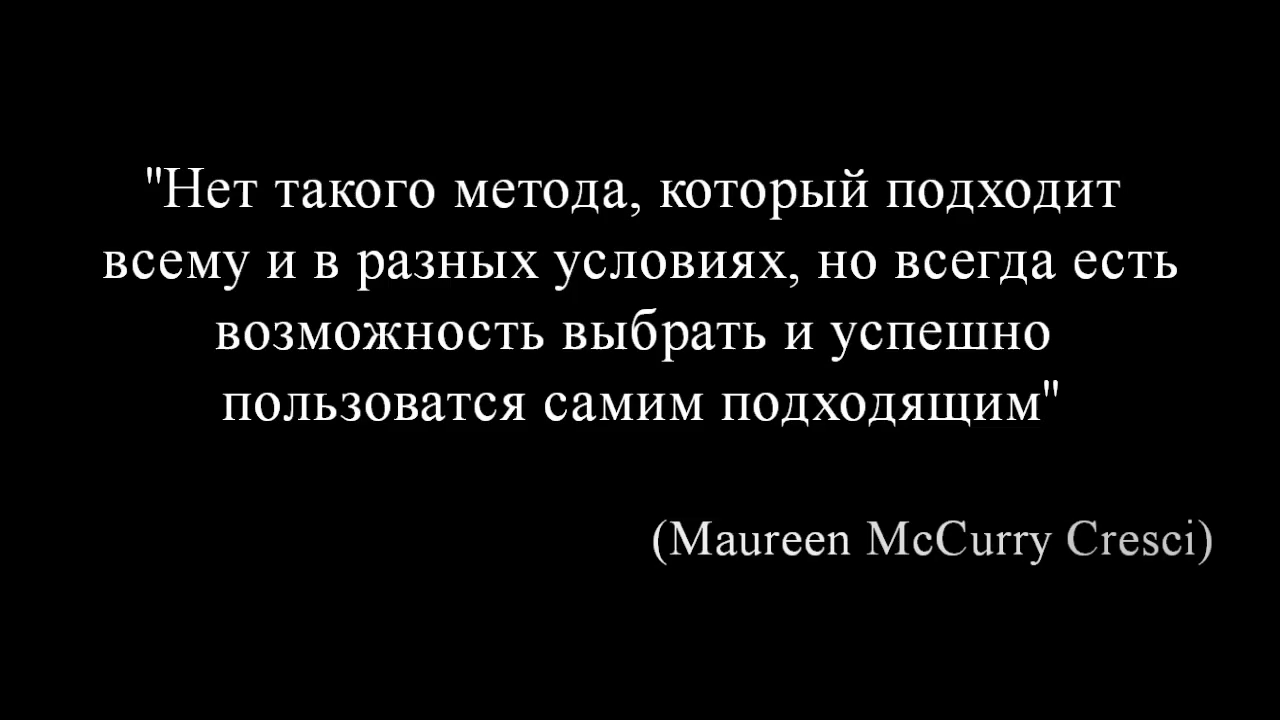 "Нет такого метода, который подходит
всему и в разных условиях, но всегда есть
возможность выбрать и успешно
пользоватся самим подходящим"
(Maureen McCurry Cresci)